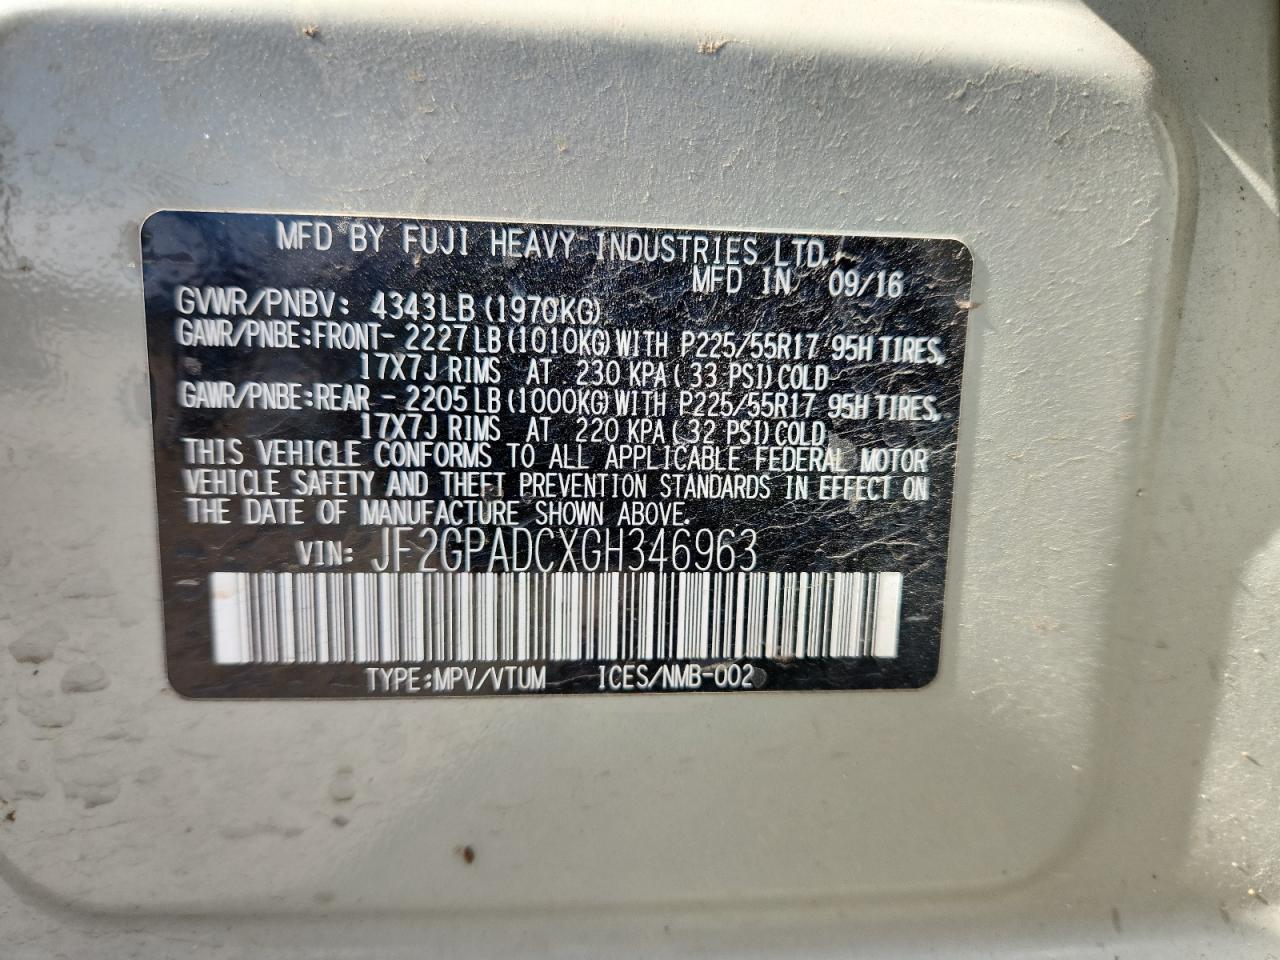 MFD BY FUJI HEAVY INDUSTRIES LTD.
MFD IN 09/16
GVWR/PNBV: 4343LB(1970KG)
GAWR/PNBE:FRONT- 2227LB(1010KG)WITH P225/55R17 95H TIRES,
17X7J RIMS AT 230 KPA( 33 PSI)COLD
GAWR/PNBE:REAR - 2205LB(1000KG)WITH P225/55R17 95H TIRES,
17X7J RIMS AT 220 KPA( 32 PSI)COLD
THIS VEHICLE CONFORMS TO ALL APPLICABLE FEDERAL MOTOR
VEHICLE SAFETY AND THEFT PREVENTION STANDARDS IN EFFECT ON
THE DATE OF MANUFACTURE SHOWN ABOVE.
VIN: JF2GPADCXGH346963
TYPE:MPV/VTUM ICES/NMB-002